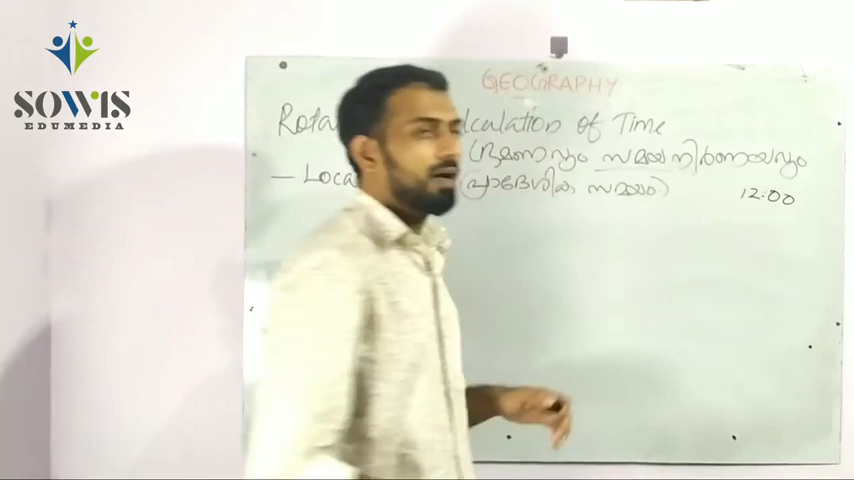 SOWIS
EDUMEDIA
GEOGRAPHY
Rota lculation of Time
ഭ്രമണവും സമയനിർണയവും
– Loca (പ്രാദേശിക സമയം) 12:00